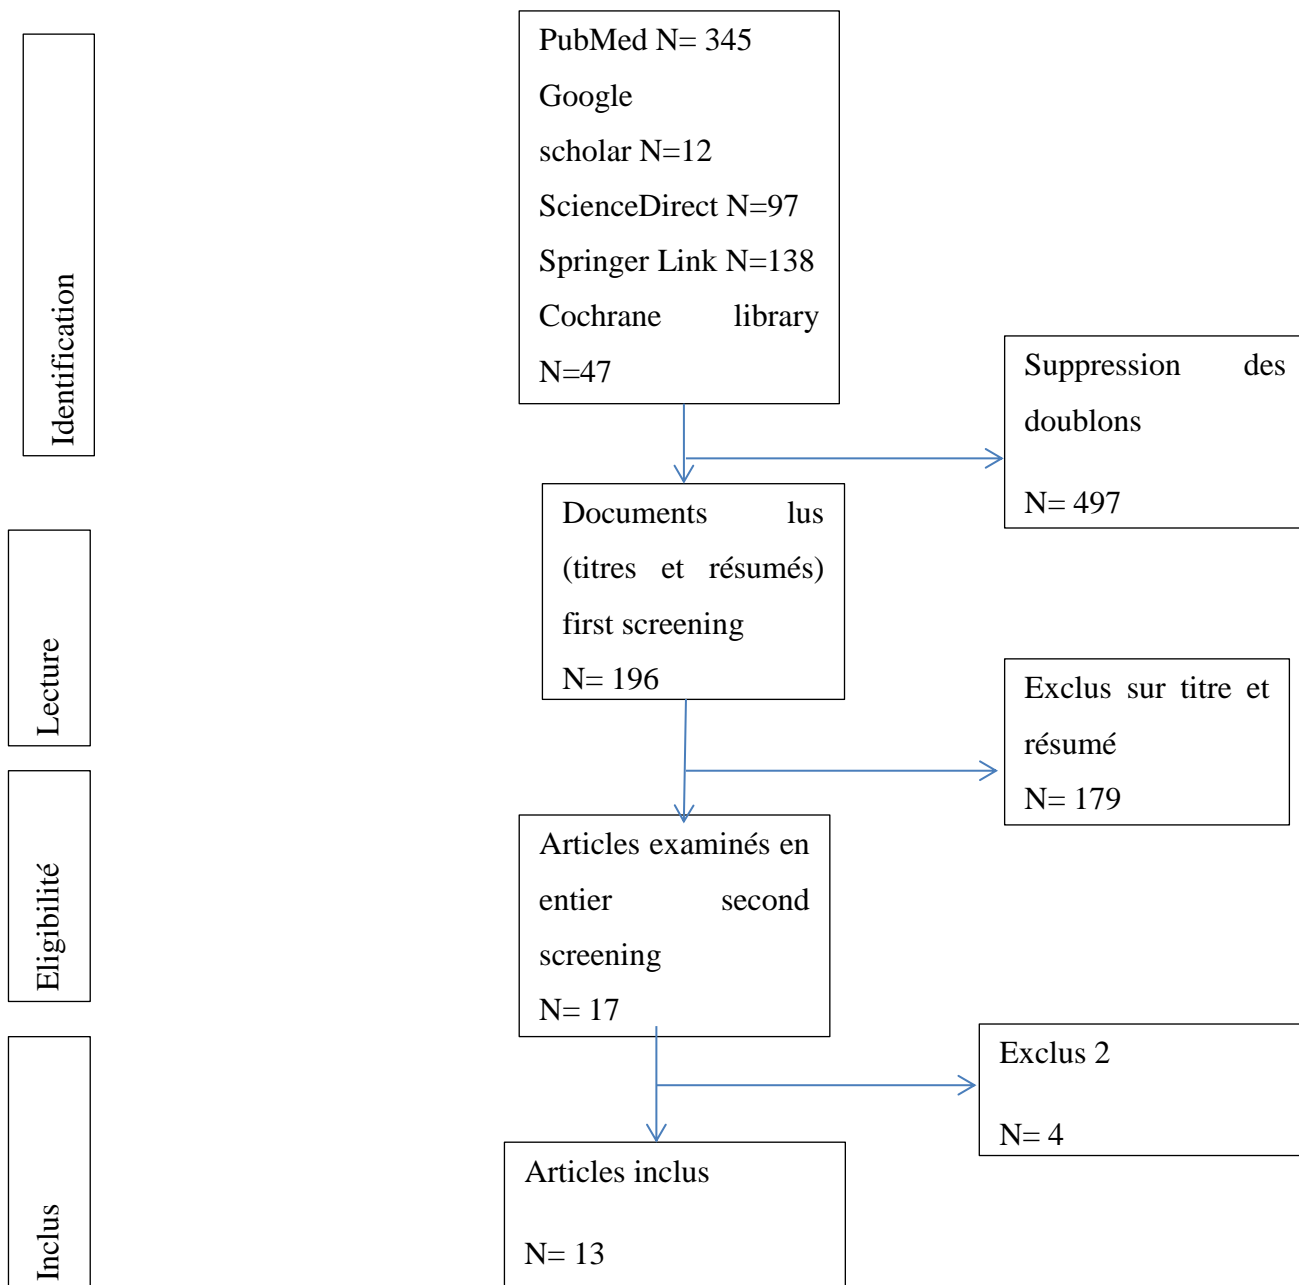 Identification
PubMed N= 345
Google
scholar N=12
ScienceDirect N=97
Springer Link N=138
Cochrane library
N=47
Suppression des
doublons
N= 497
Lecture
Documents lus
(titres et résumés)
first screening
N= 196
Exclus sur titre et
résumé
N= 179
Eligibilité
Articles examinés en
entier second
screening
N= 17
Exclus 2
N= 4
Inclus
Articles inclus
N= 13